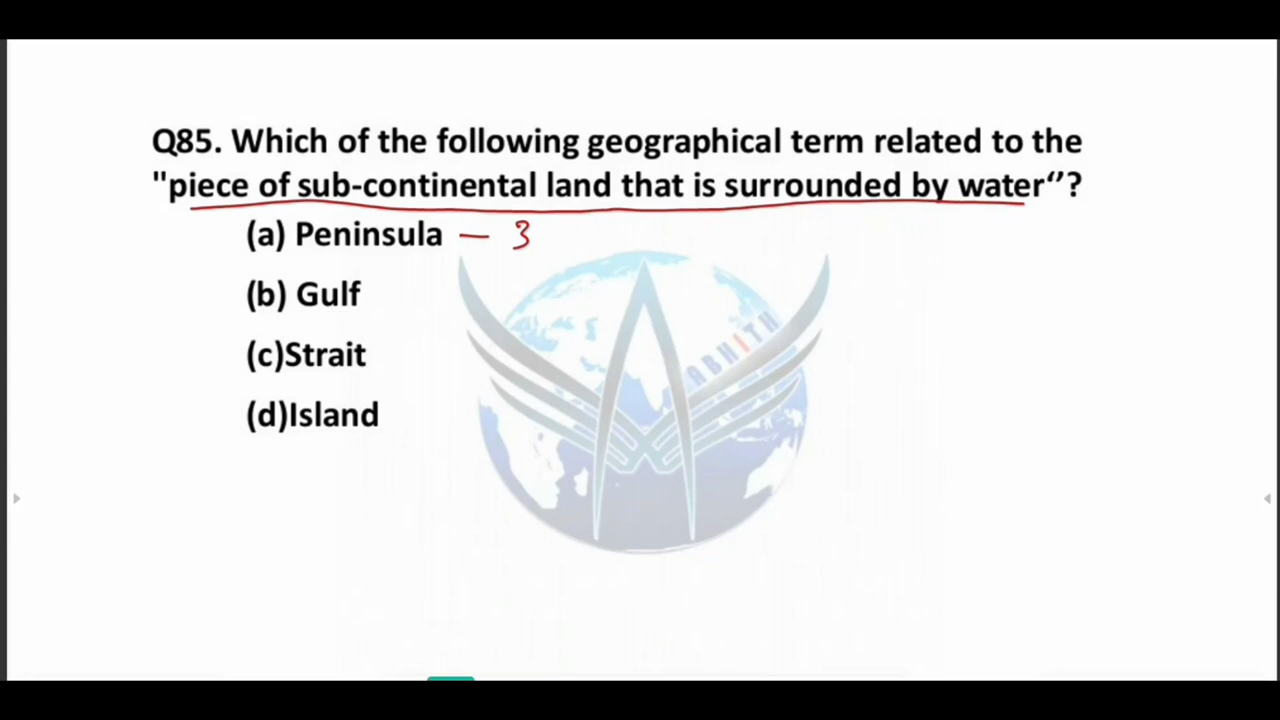 Q85. Which of the following geographical term related to the
"piece of sub-continental land that is surrounded by water‘’?
(a) Peninsula — 3
(b) Gulf
(c)Strait
(d)Island
ABHITH